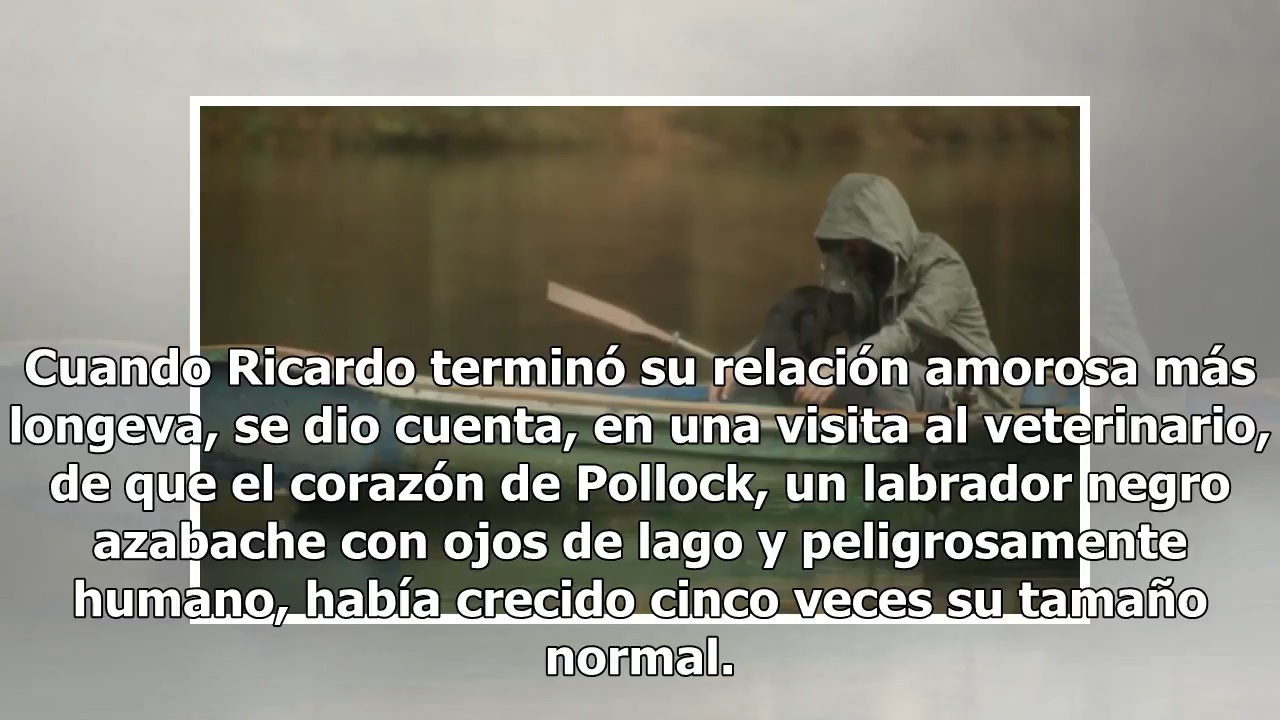 Cuando Ricardo terminó su relación amorosa más
longeva, se dio cuenta, en una visita al veterinario,
de que el corazón de Pollock, un labrador negro
azabache con ojos de lago y peligrosamente
humano, había crecido cinco veces su tamaño
normal.